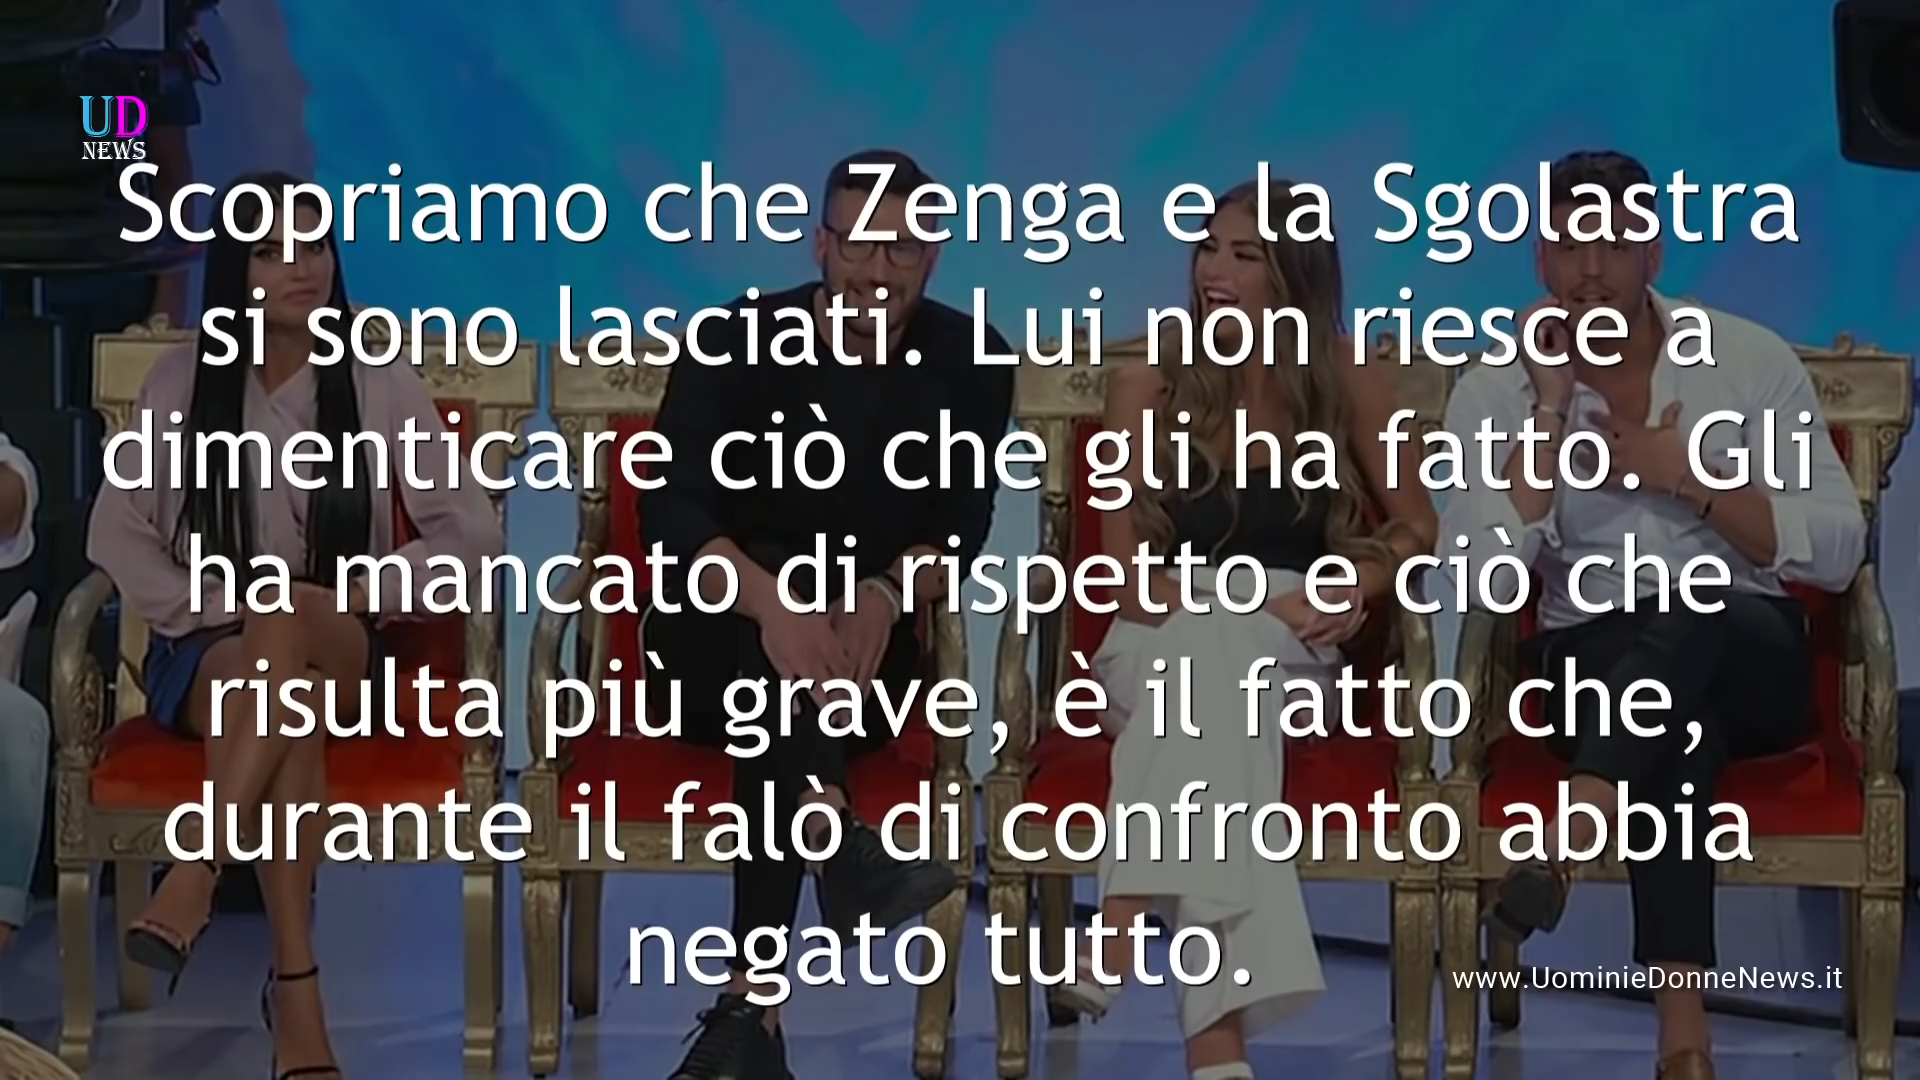 UD
NEWS
Scopriamo che Zenga e la Sgolastra
si sono lasciati. Lui non riesce a
dimenticare ciò che gli ha fatto. Gli
ha mancato di rispetto e ciò che
risulta più grave, è il fatto che,
durante il falò di confronto abbia
negato tutto.
www.UominieDonneNews.it